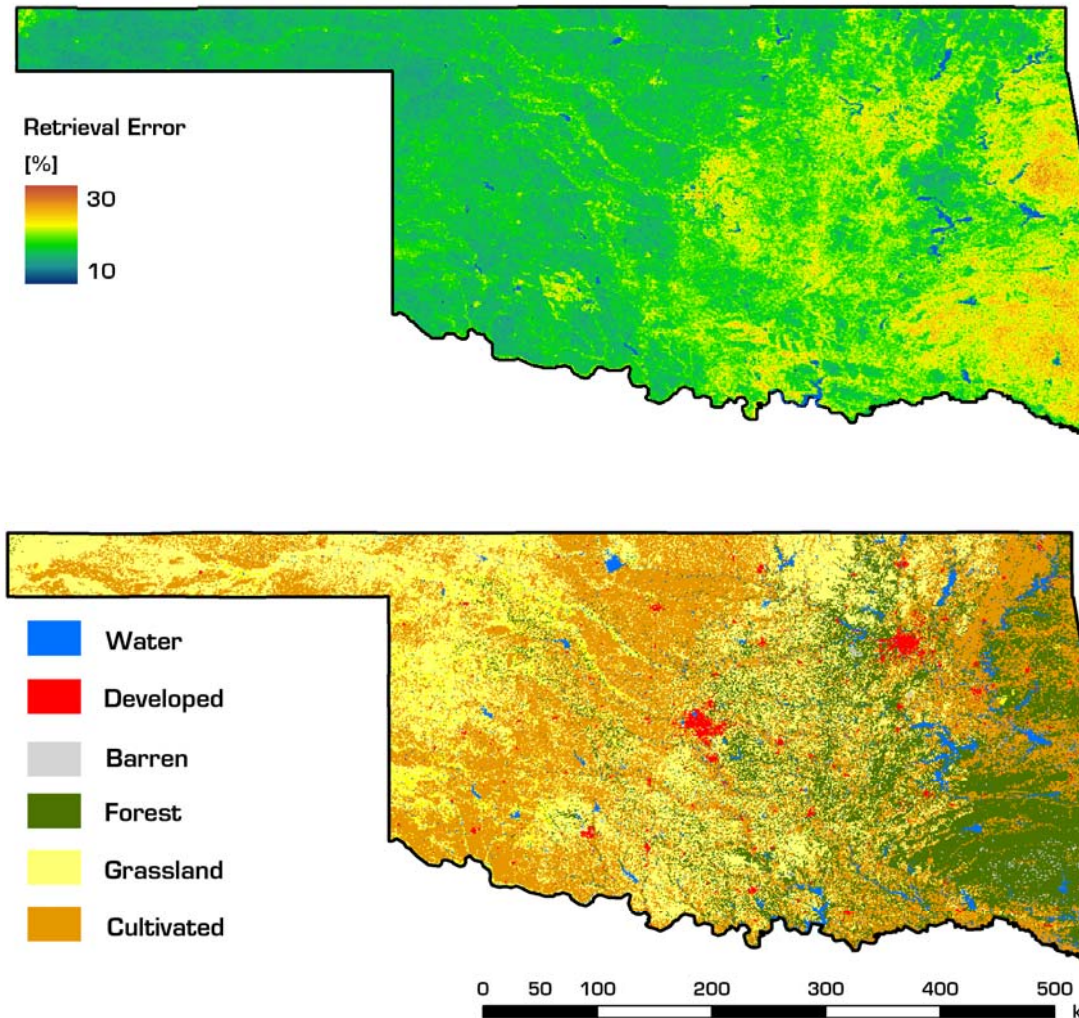 Retrieval Error
[%]
30
10
Water
Developed
Barren
Forest
Grassland
Cultivated
0 50 100 200 300 400 500
k